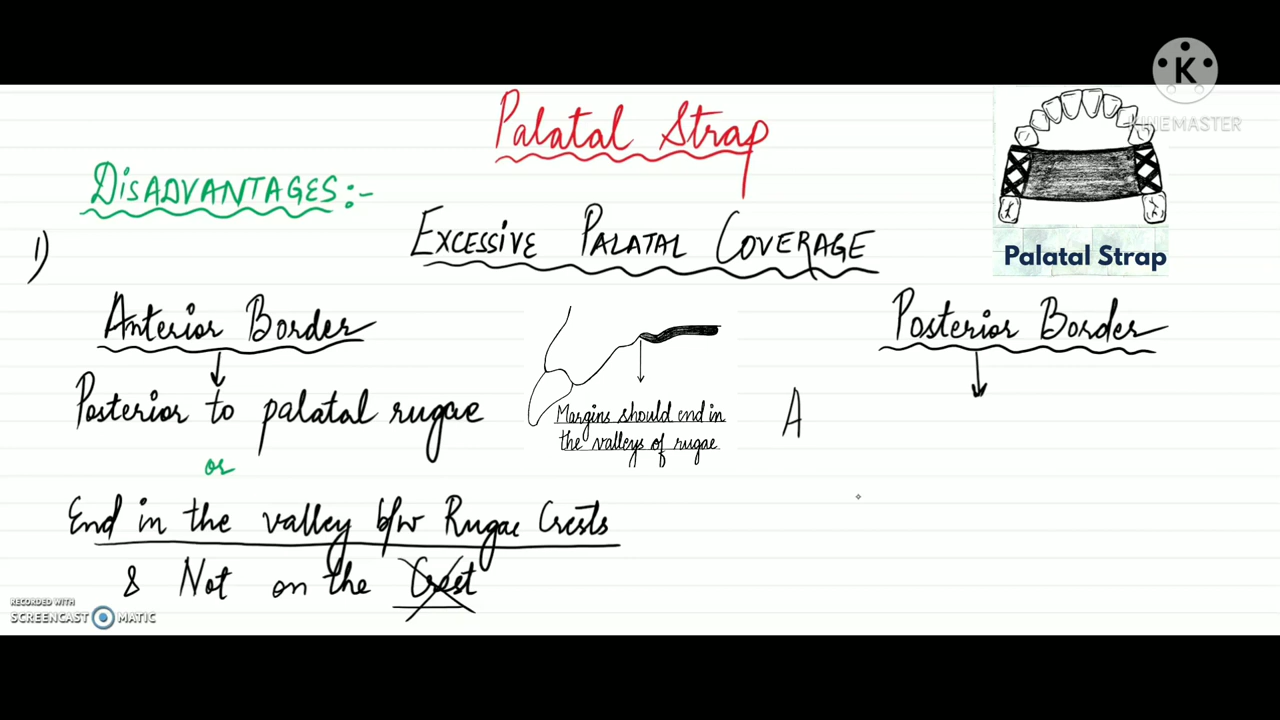 Palatal Strap
KINEMASTER
DISADVANTAGES:-
1) EXCESSIVE PALATAL COVERAGE
Palatal Strap
Anterior Border
Posterior to palatal rugae
or
End in the valley b/w Rugae Crests
& Not on the Crest
Margins should end in
the valleys of rugae
Posterior Border
A
RECORDED WITH
SCREENCAST MATIC